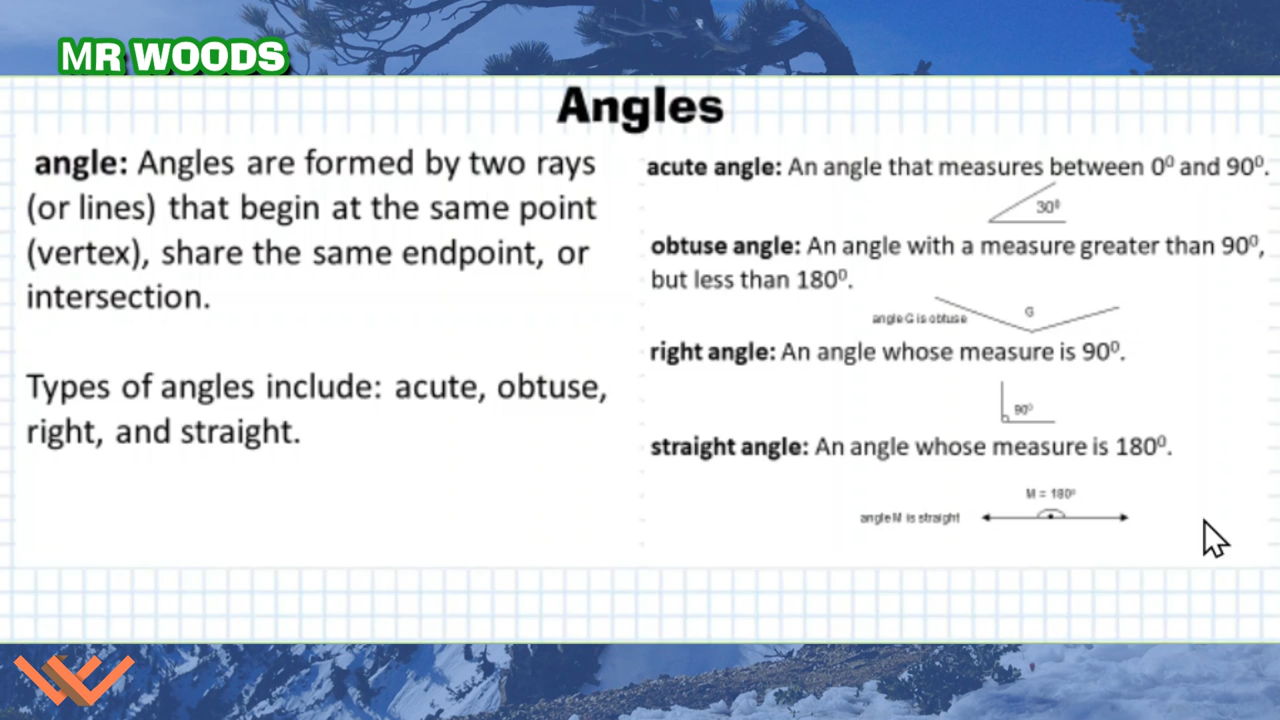 MR WOODS
Angles
angle: Angles are formed by two rays
(or lines) that begin at the same point
(vertex), share the same endpoint, or
intersection.
Types of angles include: acute, obtuse,
right, and straight.
acute angle: An angle that measures between 0⁰ and 90⁰.
30⁰
obtuse angle: An angle with a measure greater than 90⁰,
but less than 180⁰.
G
angle G is obtuse
right angle: An angle whose measure is 90⁰.
90⁰
straight angle: An angle whose measure is 180⁰.
M = 180⁰
angle M is straight